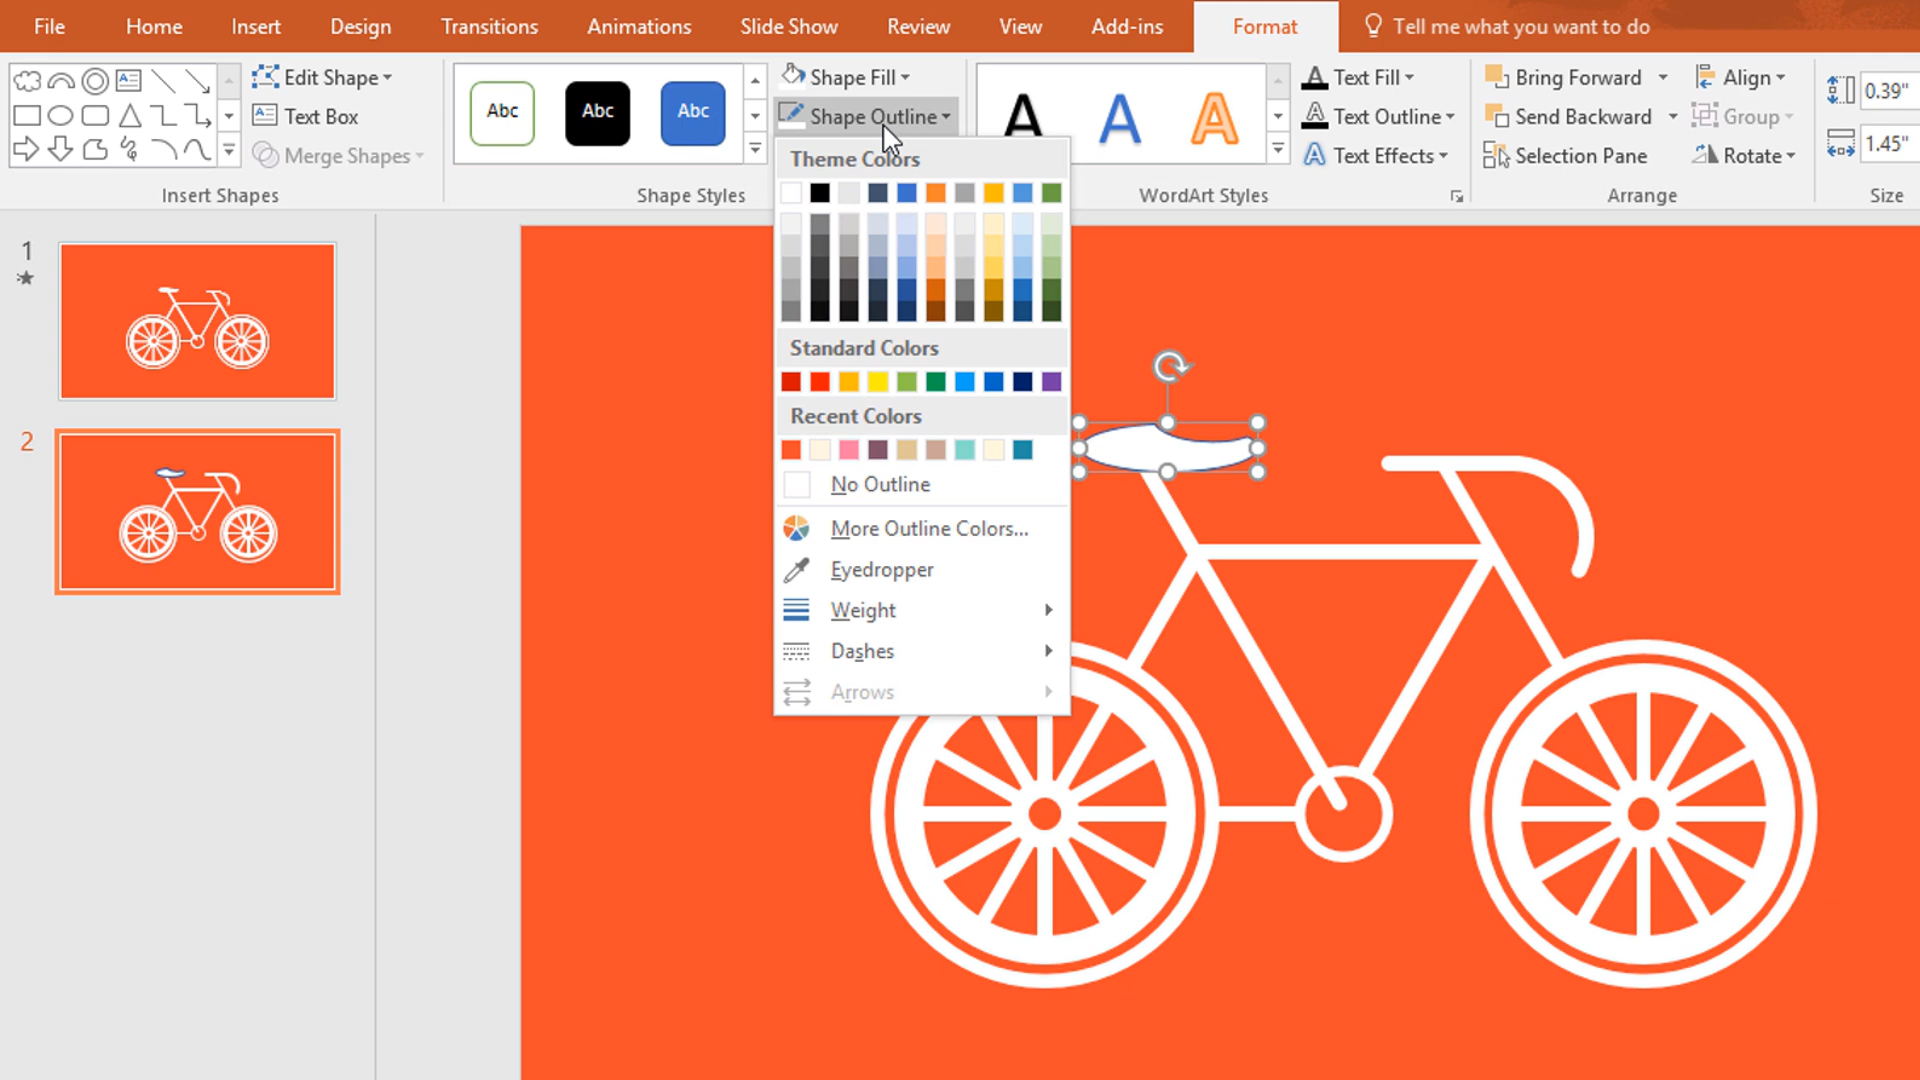 File Home Insert Design Transitions Animations Slide Show Review View Add-ins Format Tell me what you want to do
Edit Shape
Text Box
Merge Shapes
Insert Shapes
Abc Abc Abc
Shape Styles
Shape Fill
Shape Outline
A A A
WordArt Styles
Text Fill
Text Outline
Text Effects
Bring Forward
Send Backward
Selection Pane
Align
Group
Rotate
Arrange
0.39"
1.45"
Size
Theme Colors
Standard Colors
Recent Colors
No Outline
More Outline Colors...
Eyedropper
Weight
Dashes
Arrows
1
2